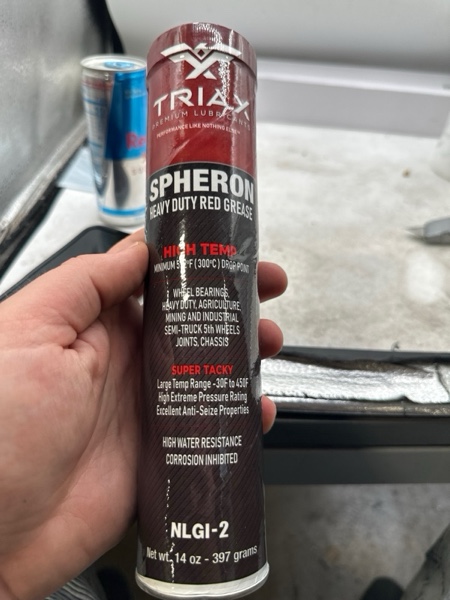 TRIAX
PREMIUM LUBRICANTS
PERFORMANCE LIKE NOTHING ELSE
SPHERON
HEAVY DUTY RED GREASE
HIGH TEMP
(300°C) DROP POINT
WHEEL BEARINGS,
HEAVY DUTY, AGRICULTURE,
MINING AND INDUSTRIAL
SEMI-TRUCK 5th WHEELS
JOINTS, CHASSIS
SUPER TACKY
Large Temp Range -30F to 450F
High Extreme Pressure Rating
Excellent Anti-Seize Properties
HIGH WATER RESISTANCE
CORROSION INHIBITED
NLGI-2
Net wt. 14 oz - 397 grams